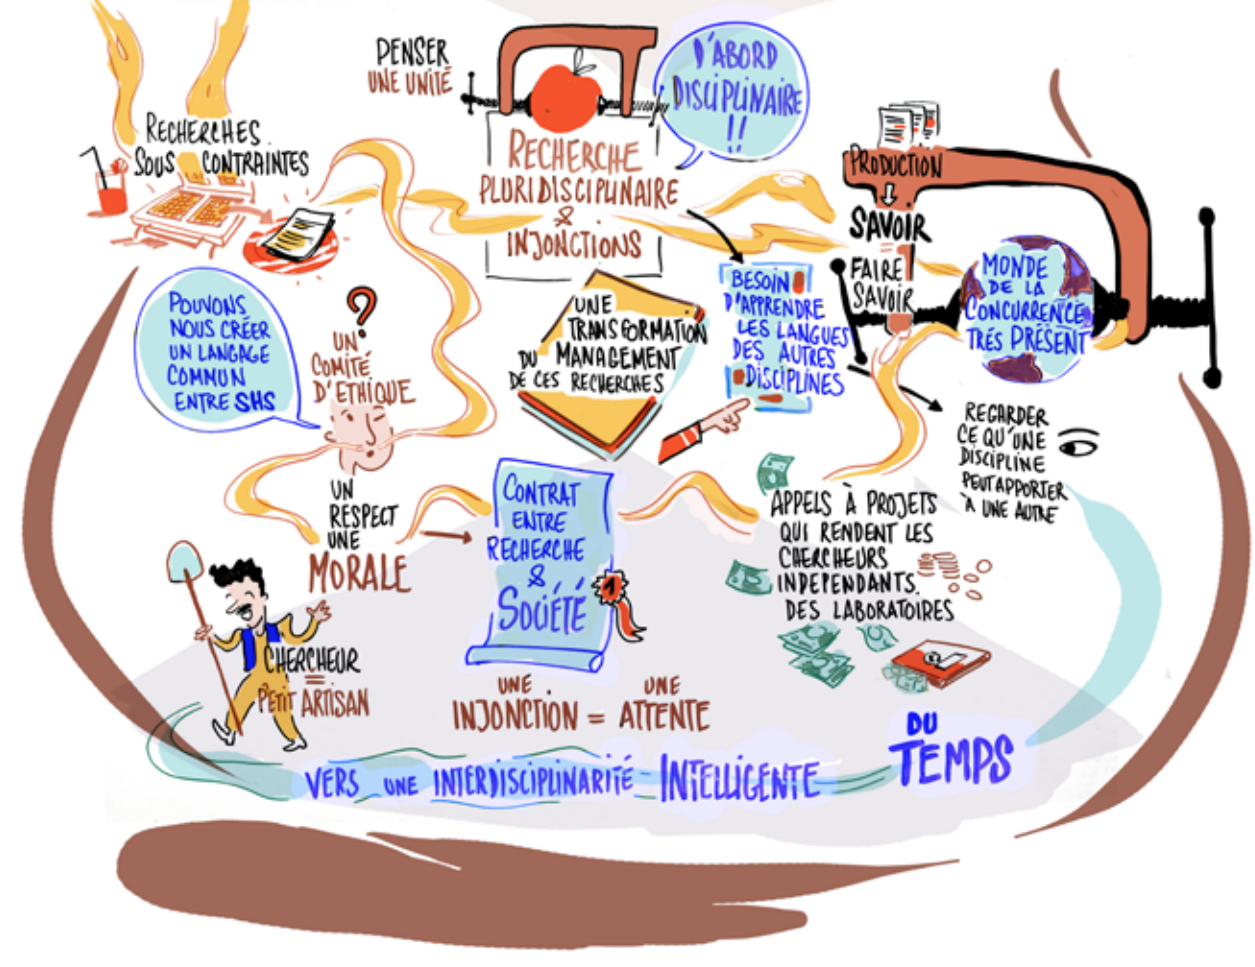 PENSER
UNE UNITÉ
D'ABORD
DISCIPLINAIRE
!!
RECHERCHES
SOUS CONTRAINTES
RECHERCHE
PLURIDISCIPLINAIRE
&
INJONCTIONS
PRODUCTION
SAVOIR
=
FAIRE
SAVOIR
MONDE
DE LA
CONCURRENCE
TRÉS PRÉSENT
POUVONS
NOUS CRÉER
UN LANGAGE
COMMUN
ENTRE SHS
?
UN
COMITÉ
D'ETHIQUE
UNE
TRANSFORMATION
DU MANAGEMENT
DE CES RECHERCHES
BESOIN
D'APPRENDRE
LES LANGUES
DES AUTRES
DISCIPLINES
REGARDER
CE QU'UNE
DISCIPLINE
PEUT APPORTER
À UNE AUTRE
UN
RESPECT
UNE
MORALE
CONTRAT
ENTRE
RECHERCHE
&
SOCIÉTÉ
1
APPELS À PROJETS
QUI RENDENT LES
CHERCHEURS
INDEPENDANTS
DES LABORATOIRES
CHERCHEUR
=
PETIT ARTISAN
UNE INJONCTION = UNE ATTENTE
DU
TEMPS
VERS UNE INTERDISCIPLINARITÉ INTELLIGENTE